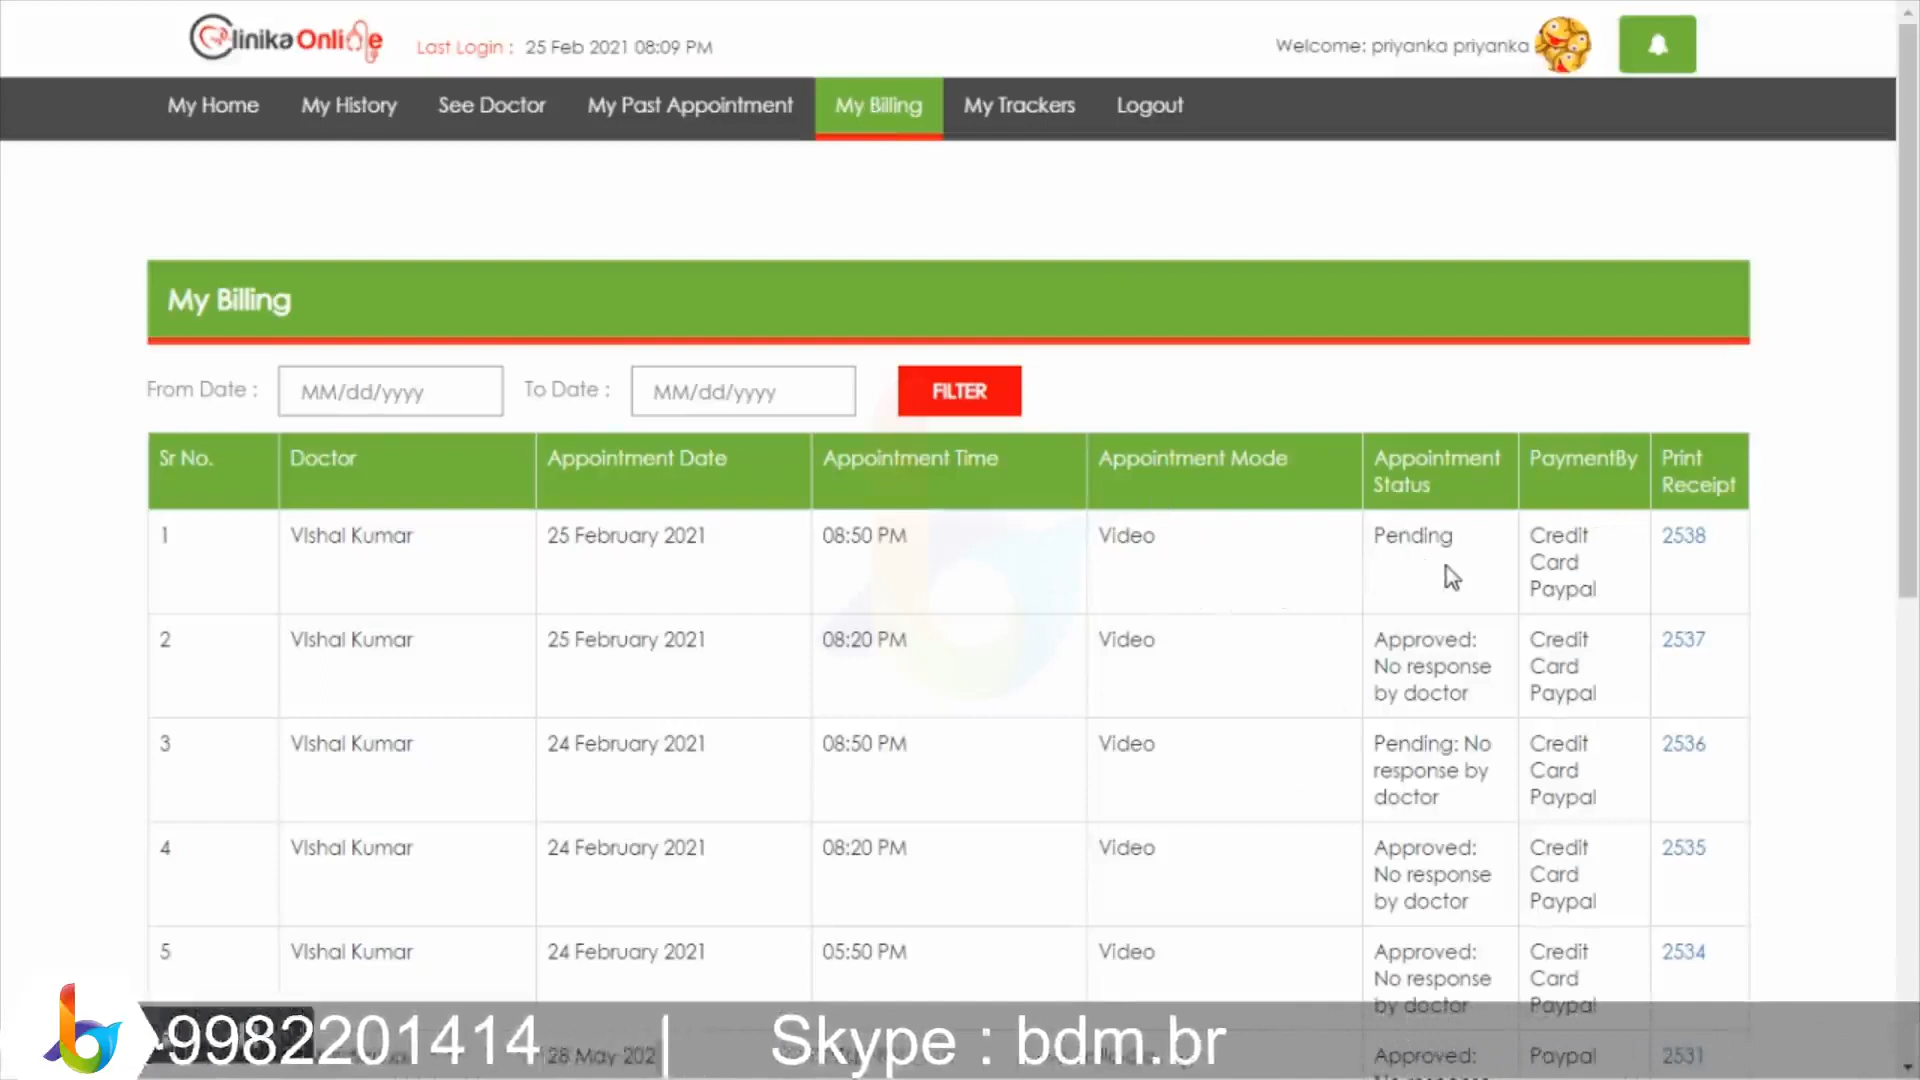 Clinika Online
Last Login : 25 Feb 2021 08:09 PM
Welcome: priyanka priyanka
My Home My History See Doctor My Past Appointment My Billing My Trackers Logout
My Billing
From Date : MM/dd/yyyy To Date : MM/dd/yyyy FILTER
Sr No. Doctor Appointment Date Appointment Time Appointment Mode Appointment PaymentBy Print
Status Receipt
1 VIshal Kumar 25 February 2021 08:50 PM Video Pending Credit 2538
Card
Paypal
2 VIshal Kumar 25 February 2021 08:20 PM Video Approved: Credit 2537
No response Card
by doctor Paypal
3 VIshal Kumar 24 February 2021 08:50 PM Video Pending: No Credit 2536
response by Card
doctor Paypal
4 VIshal Kumar 24 February 2021 08:20 PM Video Approved: Credit 2535
No response Card
by doctor Paypal
5 VIshal Kumar 24 February 2021 05:50 PM Video Approved: Credit 2534
No response Card
by doctor Paypal
28 May 202 Approved: Paypal 2531
9982201414 | Skype : bdm.br